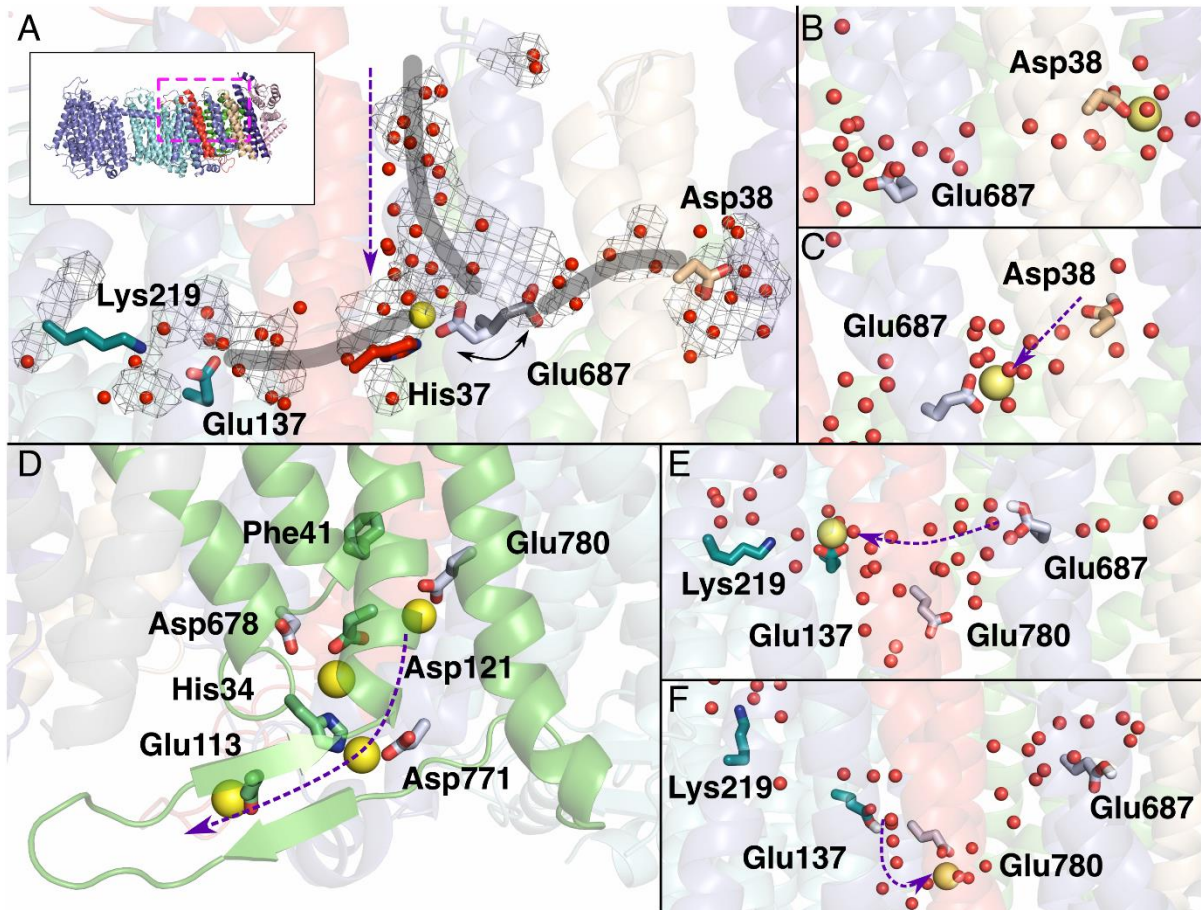 A
Lys219
Glu137
His37
Glu687
Asp38
B
Asp38
Glu687
C
Asp38
Glu687
D
Phe41
Glu780
Asp678
Asp121
His34
Glu113
Asp771
E
Lys219
Glu137
Glu780
Glu687
F
Lys219
Glu137
Glu780
Glu687